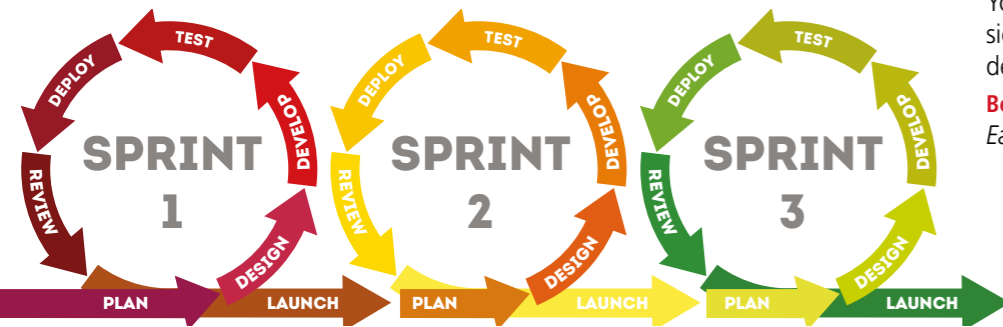 TEST
DEPLOY
DEVELOP
SPRINT
1
REVIEW
DESIGN
PLAN
LAUNCH
TEST
DEPLOY
DEVELOP
SPRINT
2
REVIEW
DESIGN
PLAN
LAUNCH
TEST
DEPLOY
DEVELOP
SPRINT
3
REVIEW
DESIGN
PLAN
LAUNCH